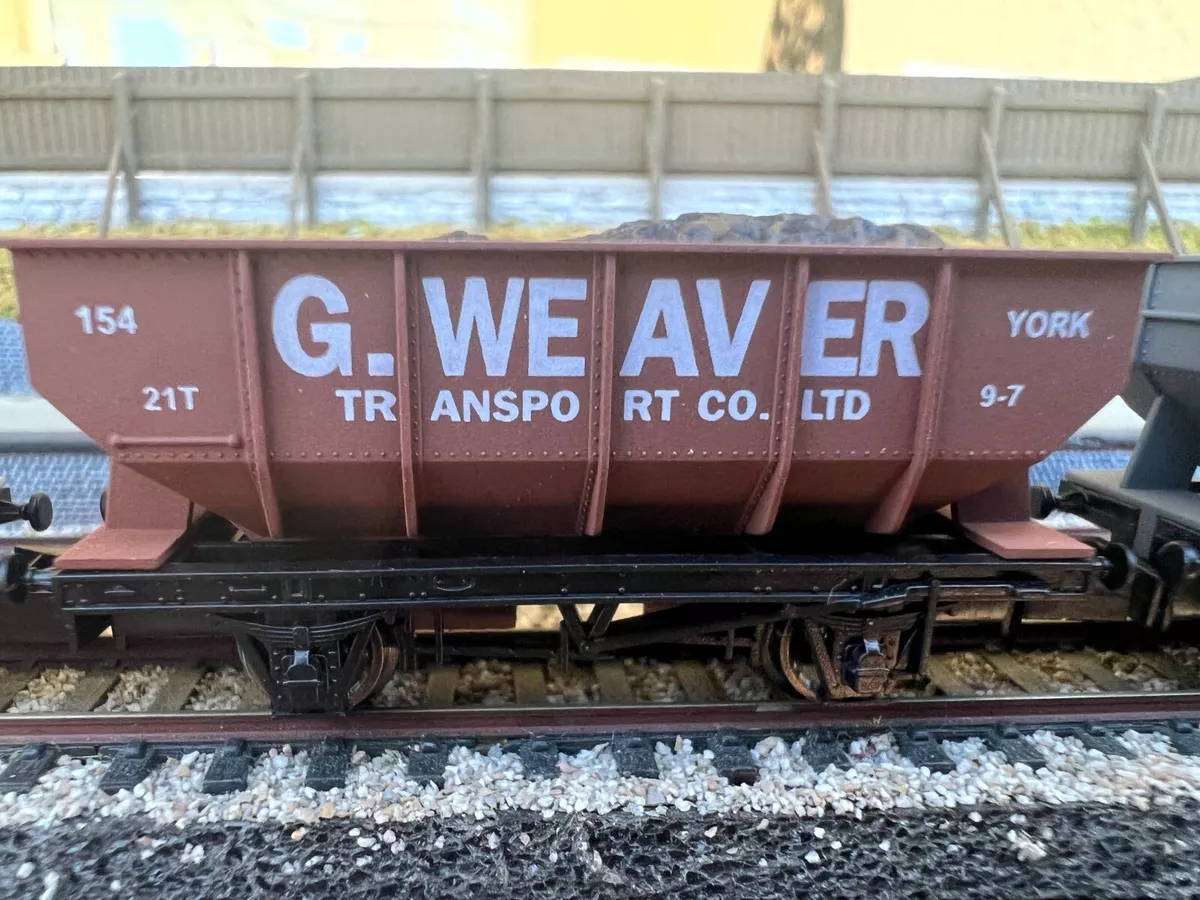 154
G. WEAVER
YORK
21T
TRANSPORT CO. LTD
9-7